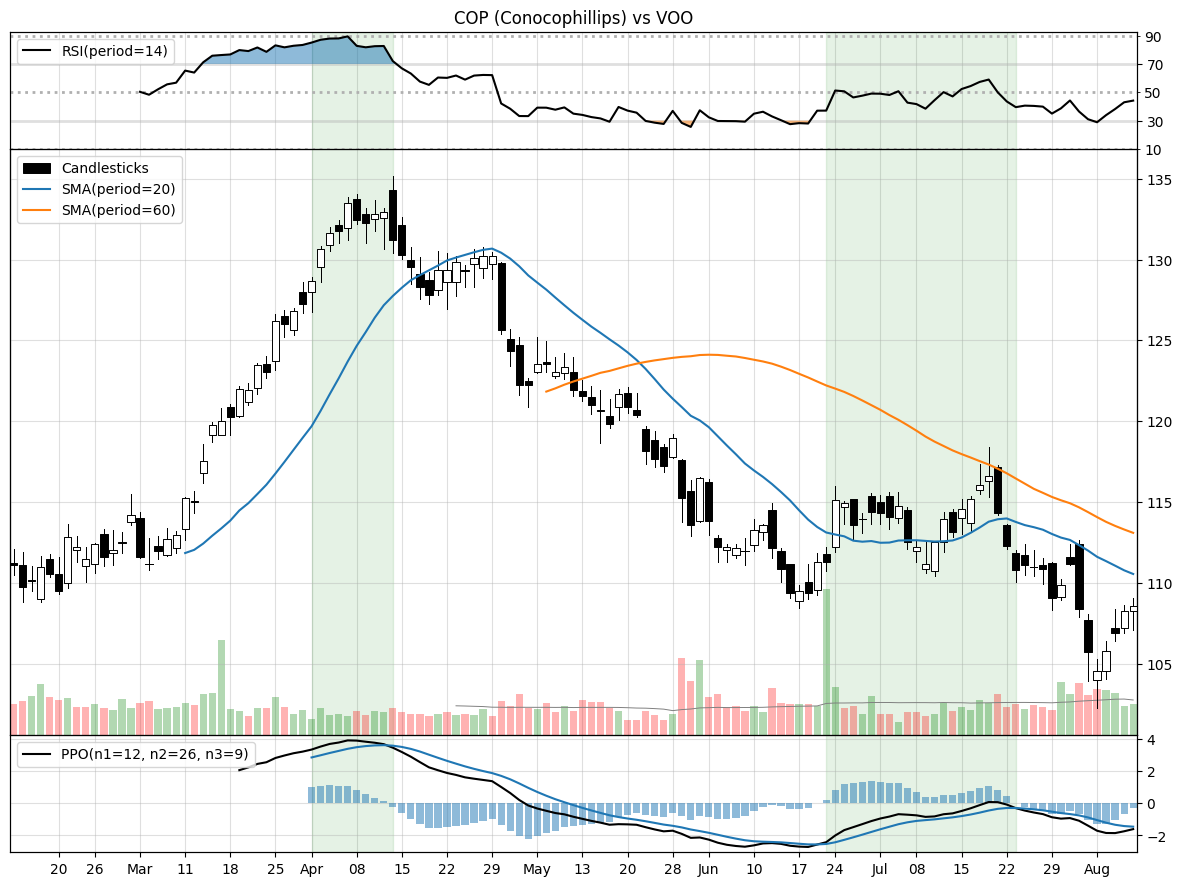 COP (Conocophillips) vs VOO
RSI(period=14)
90
70
50
30
10
Candlesticks
SMA(period=20)
SMA(period=60)
135
130
125
120
115
110
105
PPO(n1=12, n2=26, n3=9)
4
2
0
−2
20 26 Mar 11 18 25 Apr 08 15 22 29 May 13 20 28 Jun 10 17 24 Jul 08 15 22 29 Aug